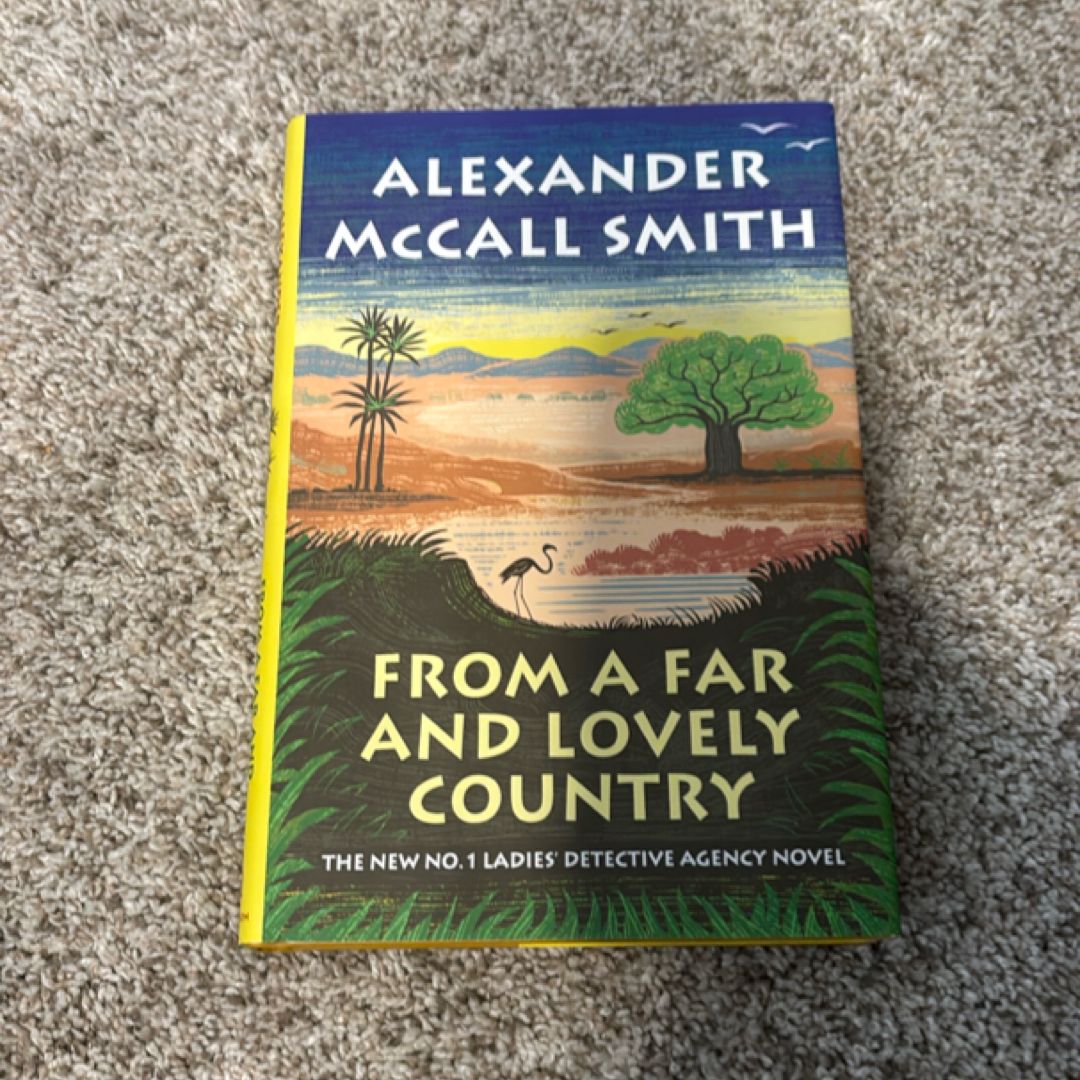 ALEXANDER
McCALL SMITH
FROM A FAR
AND LOVELY
COUNTRY
THE NEW NO. 1 LADIES' DETECTIVE AGENCY NOVEL